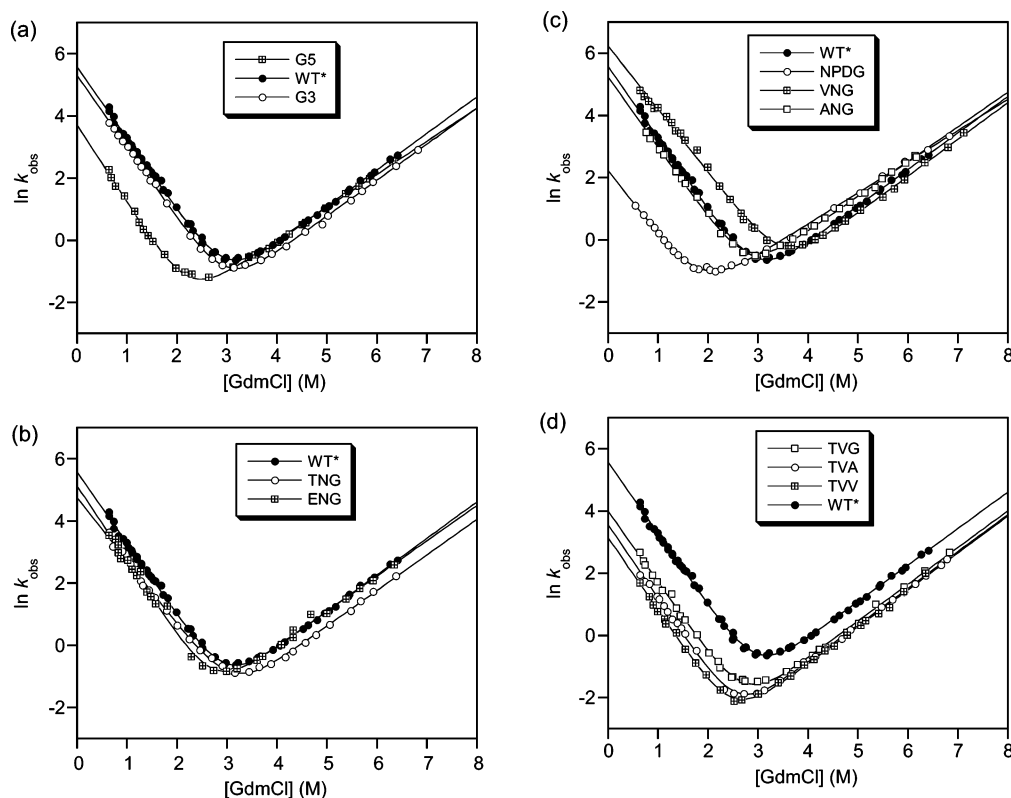 (a)
G5
WT*
G3
6
4
2
0
-2
ln k_obs
0 1 2 3 4 5 6 7 8
[GdmCl] (M)
(c)
WT*
NPDG
VNG
ANG
6
4
2
0
-2
ln k_obs
0 1 2 3 4 5 6 7 8
[GdmCl] (M)
(b)
WT*
TNG
ENG
6
4
2
0
-2
ln k_obs
0 1 2 3 4 5 6 7 8
[GdmCl] (M)
(d)
TVG
TVA
TVV
WT*
6
4
2
0
-2
ln k_obs
0 1 2 3 4 5 6 7 8
[GdmCl] (M)